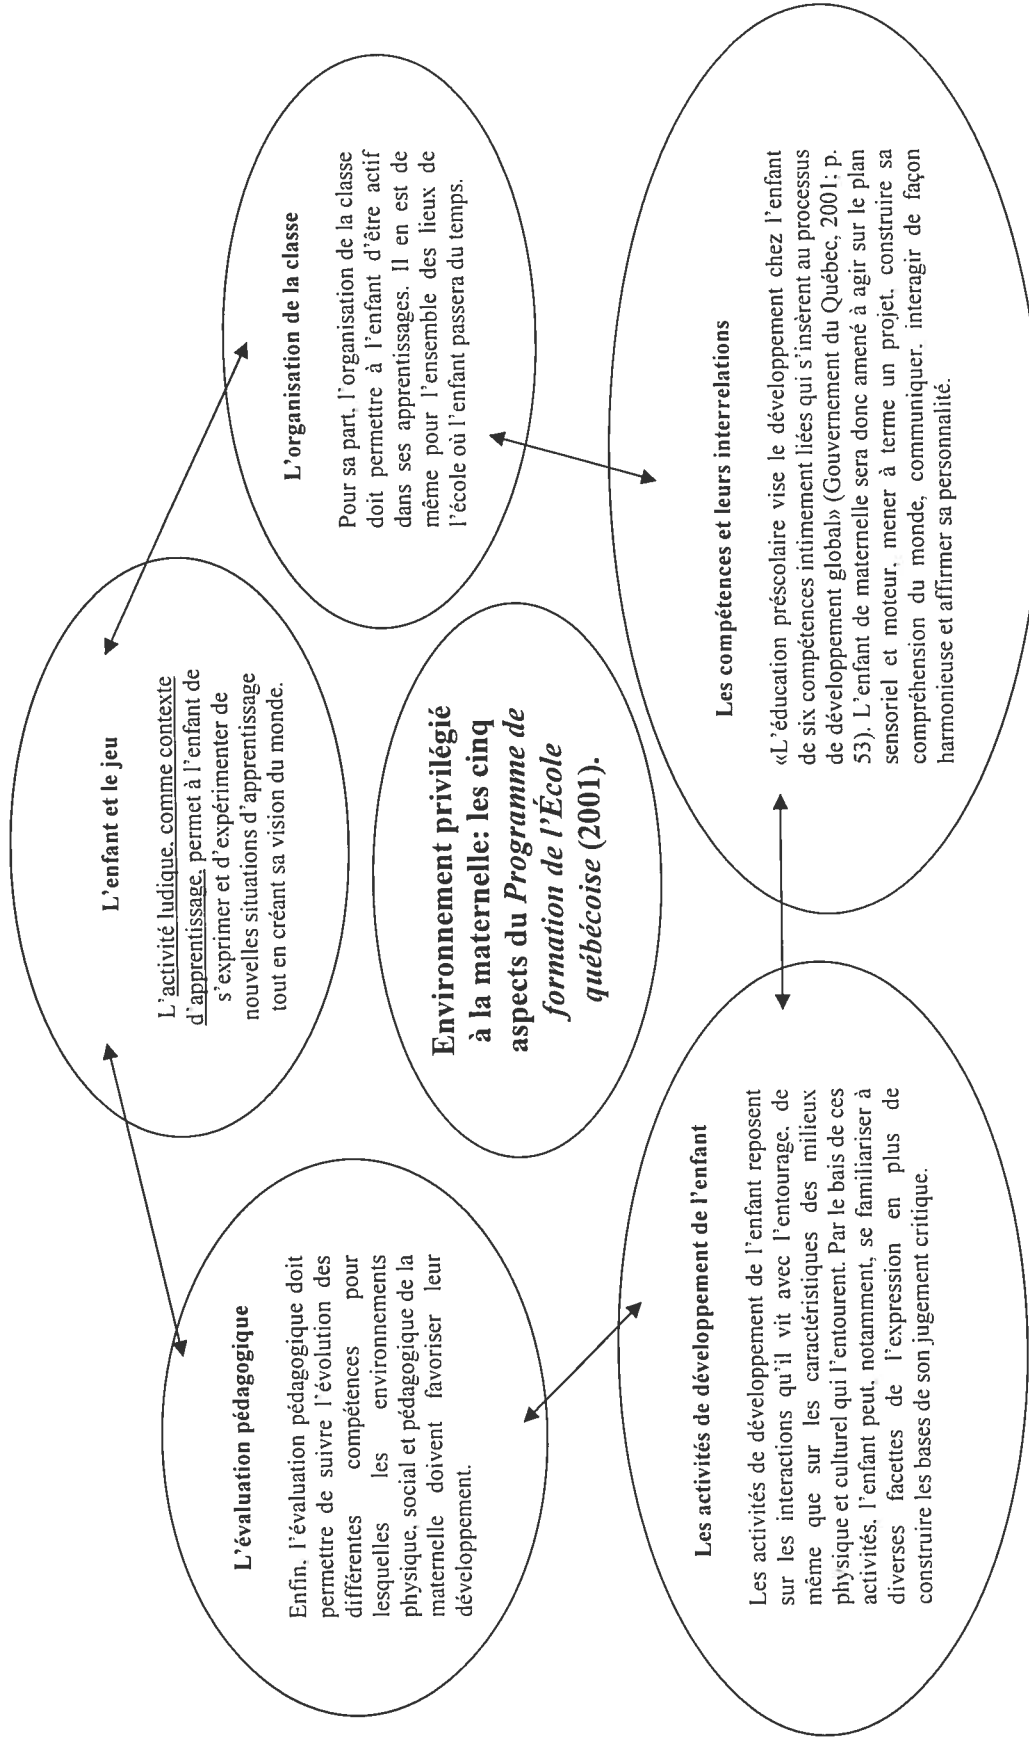 L'enfant et le jeu
L'activité ludique, comme contexte
d'apprentissage, permet à l'enfant de
s'exprimer et d'expérimenter de
nouvelles situations d'apprentissage
tout en créant sa vision du monde.
L'évaluation pédagogique
Enfin, l'évaluation pédagogique doit
permettre de suivre l'évolution des
différentes compétences pour
lesquelles les environnements
physique, social et pédagogique de la
maternelle doivent favoriser leur
développement.
L'organisation de la classe
Pour sa part, l'organisation de la classe
doit permettre à l'enfant d'être actif
dans ses apprentissages. Il en est de
même pour l'ensemble des lieux de
l'école où l'enfant passera du temps.
Environnement privilégié
à la maternelle: les cinq
aspects du Programme de
formation de l'École
québécoise (2001).
Les activités de développement de l'enfant
Les activités de développement de l'enfant reposent
sur les interactions qu'il vit avec l'entourage, de
même que sur les caractéristiques des milieux
physique et culturel qui l'entourent. Par le bais de ces
activités, l'enfant peut, notamment, se familiariser à
diverses facettes de l'expression en plus de
construire les bases de son jugement critique.
Les compétences et leurs interrelations
«L'éducation préscolaire vise le développement chez l'enfant
de six compétences intimement liées qui s'insèrent au processus
de développement global» (Gouvernement du Québec, 2001; p.
53). L'enfant de maternelle sera donc amené à agir sur le plan
sensoriel et moteur, mener à terme un projet, construire sa
compréhension du monde, communiquer, interagir de façon
harmonieuse et affirmer sa personnalité.